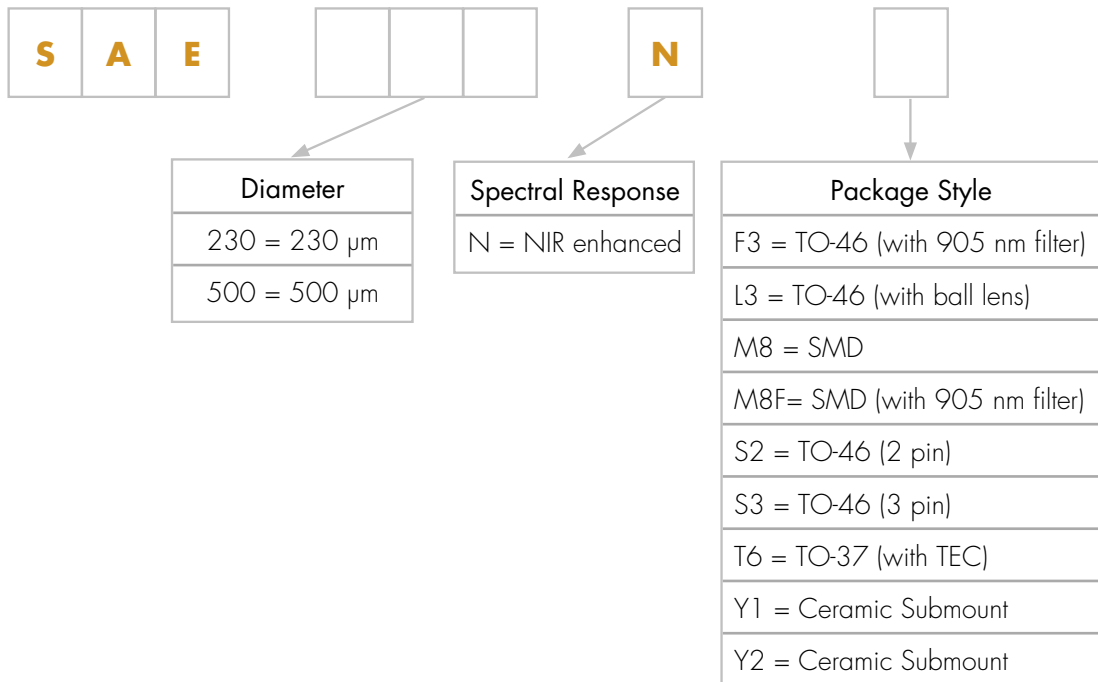 S A E N
Diameter
230 = 230 µm
500 = 500 µm
Spectral Response
N = NIR enhanced
Package Style
F3 = TO-46 (with 905 nm filter)
L3 = TO-46 (with ball lens)
M8 = SMD
M8F= SMD (with 905 nm filter)
S2 = TO-46 (2 pin)
S3 = TO-46 (3 pin)
T6 = TO-37 (with TEC)
Y1 = Ceramic Submount
Y2 = Ceramic Submount